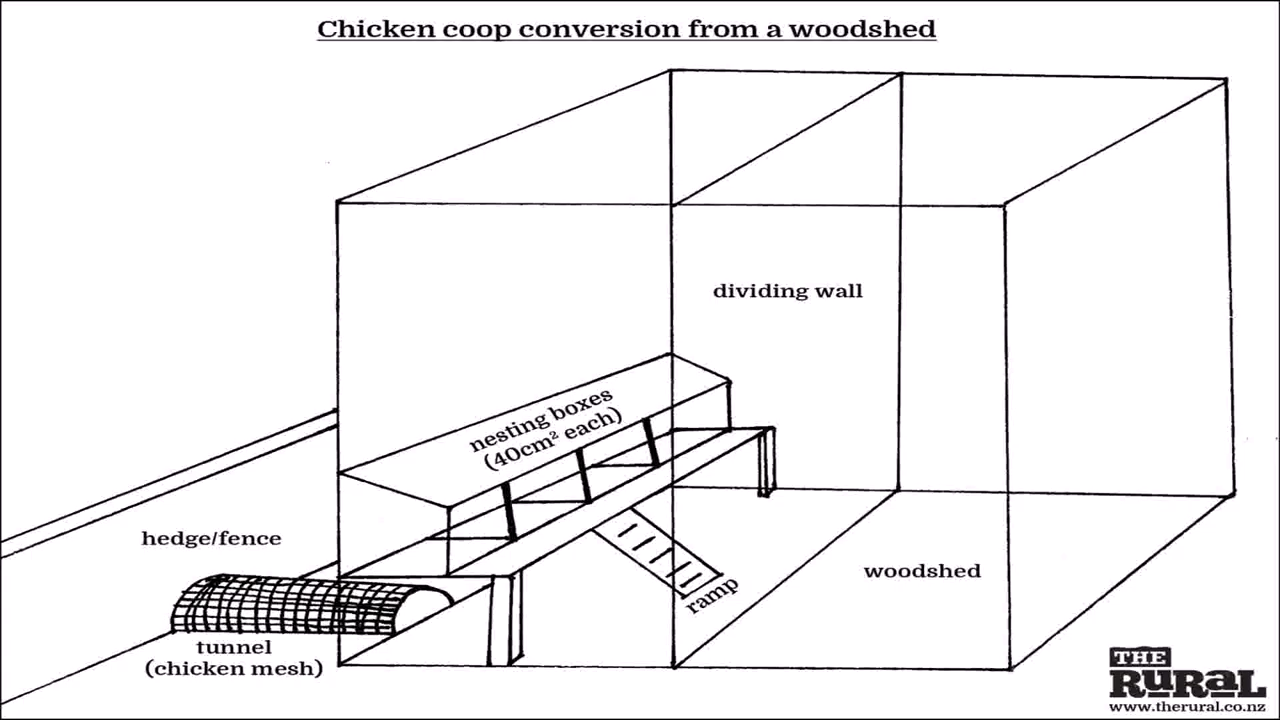 Chicken coop conversion from a woodshed
dividing wall
nesting boxes
(40cm² each)
hedge/fence
woodshed
ramp
tunnel
(chicken mesh)
THE
RURAL
www.therural.co.nz